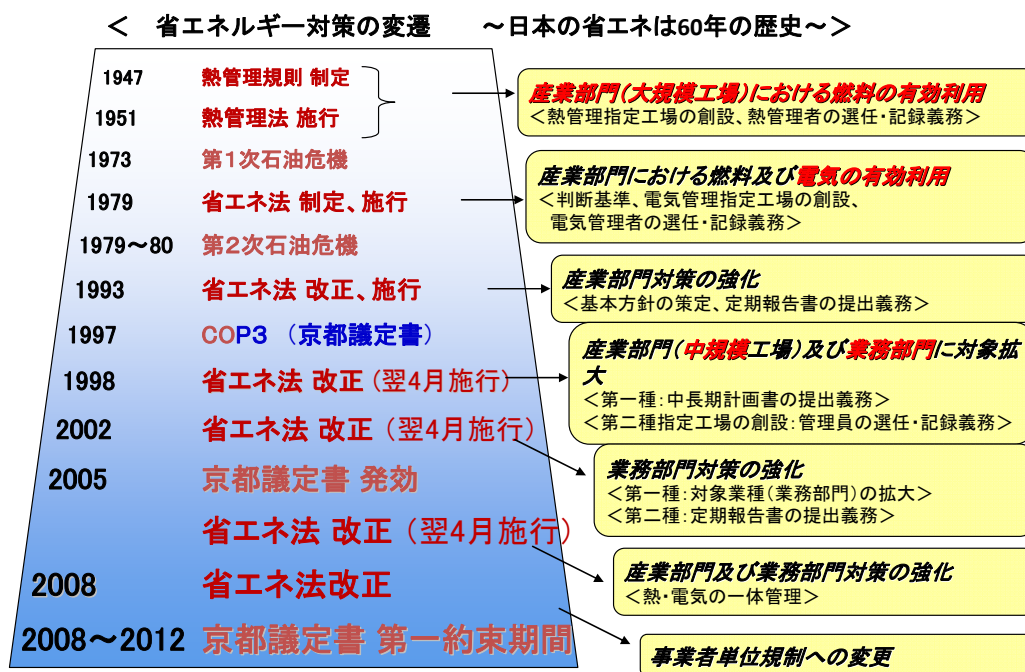 ＜ 省エネルギー対策の変遷 ～日本の省エネは60年の歴史～＞
1947 熱管理規則 制定
1951 熱管理法 施行
産業部門（大規模工場）における燃料の有効利用
＜熱管理指定工場の創設、熱管理者の選任・記録義務＞
1973 第１次石油危機
1979 省エネ法 制定、施行
産業部門における燃料及び電気の有効利用
＜判断基準、電気管理指定工場の創設、
電気管理者の選任・記録義務＞
1979～80 第２次石油危機
1993 省エネ法 改正、施行
産業部門対策の強化
＜基本方針の策定、定期報告書の提出義務＞
1997 COP3 （京都議定書）
1998 省エネ法 改正（翌4月施行）
産業部門（中規模工場）及び業務部門に対象拡
大
＜第一種：中長期計画書の提出義務＞
＜第二種指定工場の創設：管理員の選任・記録義務＞
2002 省エネ法 改正（翌4月施行）
業務部門対策の強化
＜第一種：対象業種（業務部門）の拡大＞
＜第二種：定期報告書の提出義務＞
2005 京都議定書 発効
省エネ法 改正（翌4月施行）
産業部門及び業務部門対策の強化
＜熱・電気の一体管理＞
2008 省エネ法改正
2008～2012 京都議定書 第一約束期間
事業者単位規制への変更